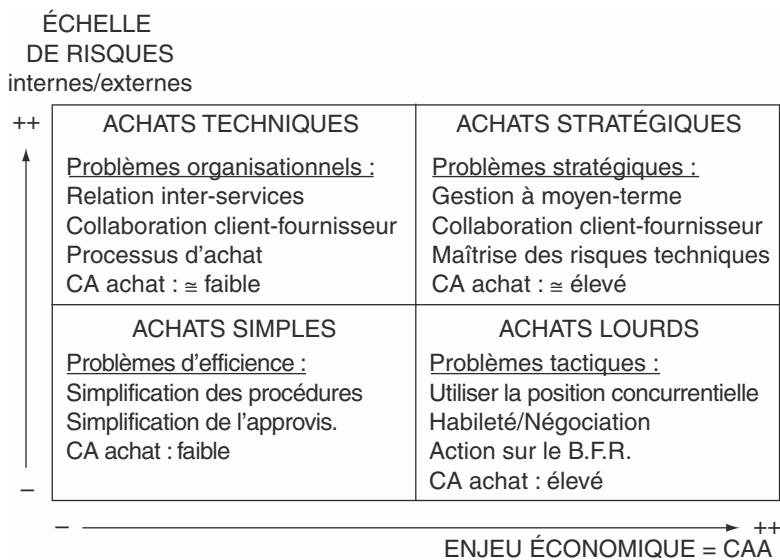 ÉCHELLE
DE RISQUES
internes/externes
++
ACHATS TECHNIQUES
Problèmes organisationnels :
Relation inter-services
Collaboration client-fournisseur
Processus d'achat
CA achat : ≅ faible
ACHATS STRATÉGIQUES
Problèmes stratégiques :
Gestion à moyen-terme
Collaboration client-fournisseur
Maîtrise des risques techniques
CA achat : ≅ élevé
ACHATS SIMPLES
Problèmes d'efficience :
Simplification des procédures
Simplification de l'approvis.
CA achat : faible
ACHATS LOURDS
Problèmes tactiques :
Utiliser la position concurrentielle
Habileté/Négociation
Action sur le B.F.R.
CA achat : élevé
–
– ++
ENJEU ÉCONOMIQUE = CAA